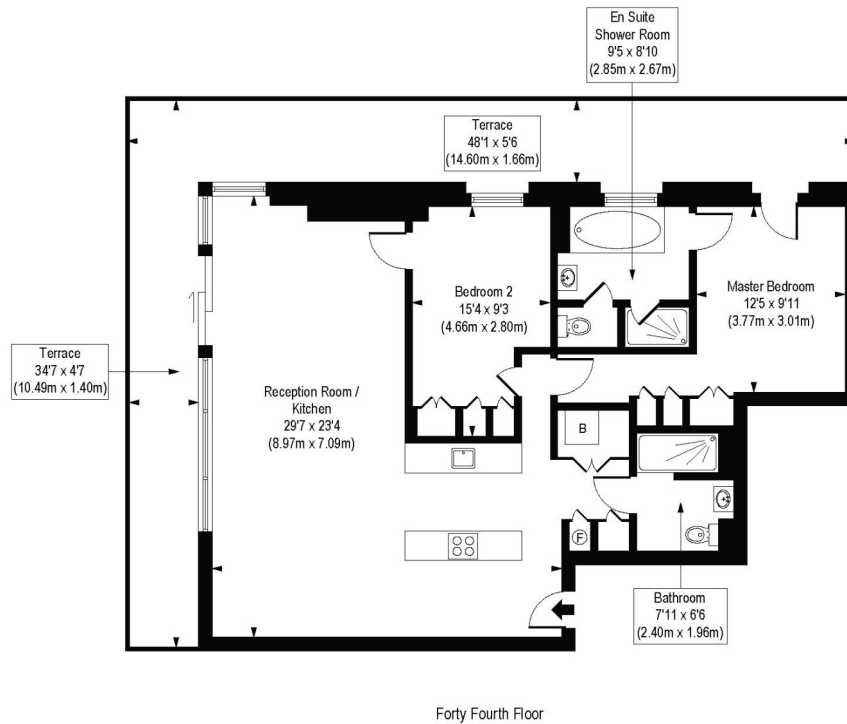 En Suite
Shower Room
9'5 x 8'10
(2.85m x 2.67m)
Terrace
48'1 x 5'6
(14.60m x 1.66m)
Bedroom 2
15'4 x 9'3
(4.66m x 2.80m)
Master Bedroom
12'5 x 9'11
(3.77m x 3.01m)
Terrace
34'7 x 4'7
(10.49m x 1.40m)
Reception Room /
Kitchen
29'7 x 23'4
(8.97m x 7.09m)
B
F
Bathroom
7'11 x 6'6
(2.40m x 1.96m)
Forty Fourth Floor